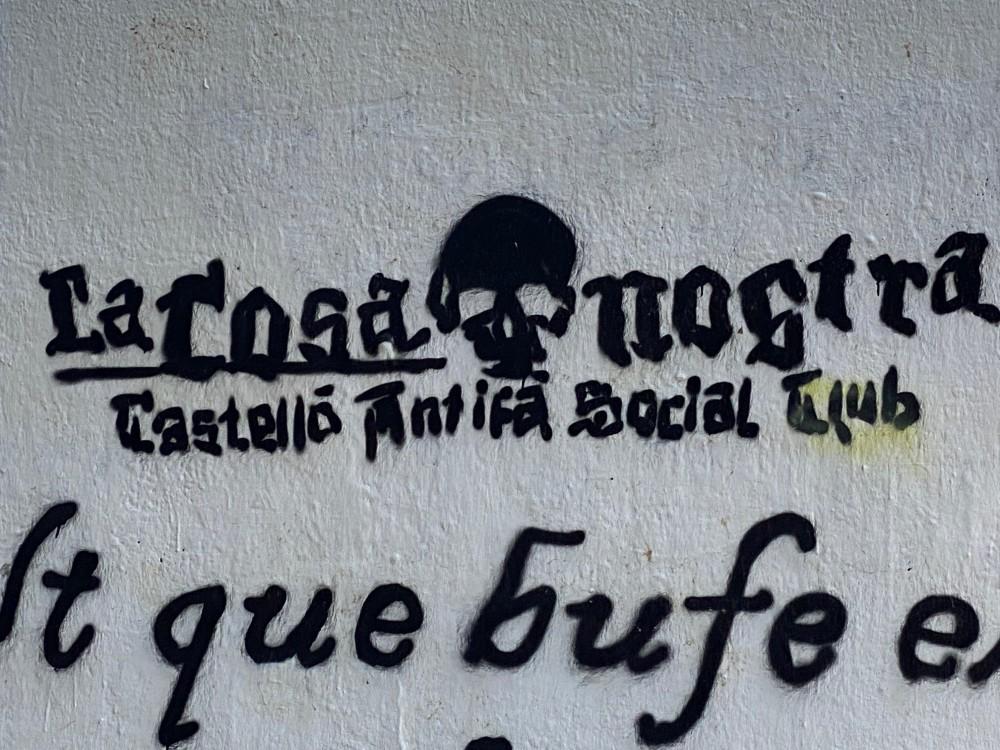 La cosa nostra
Castelló Antifa Social Club
que bufe